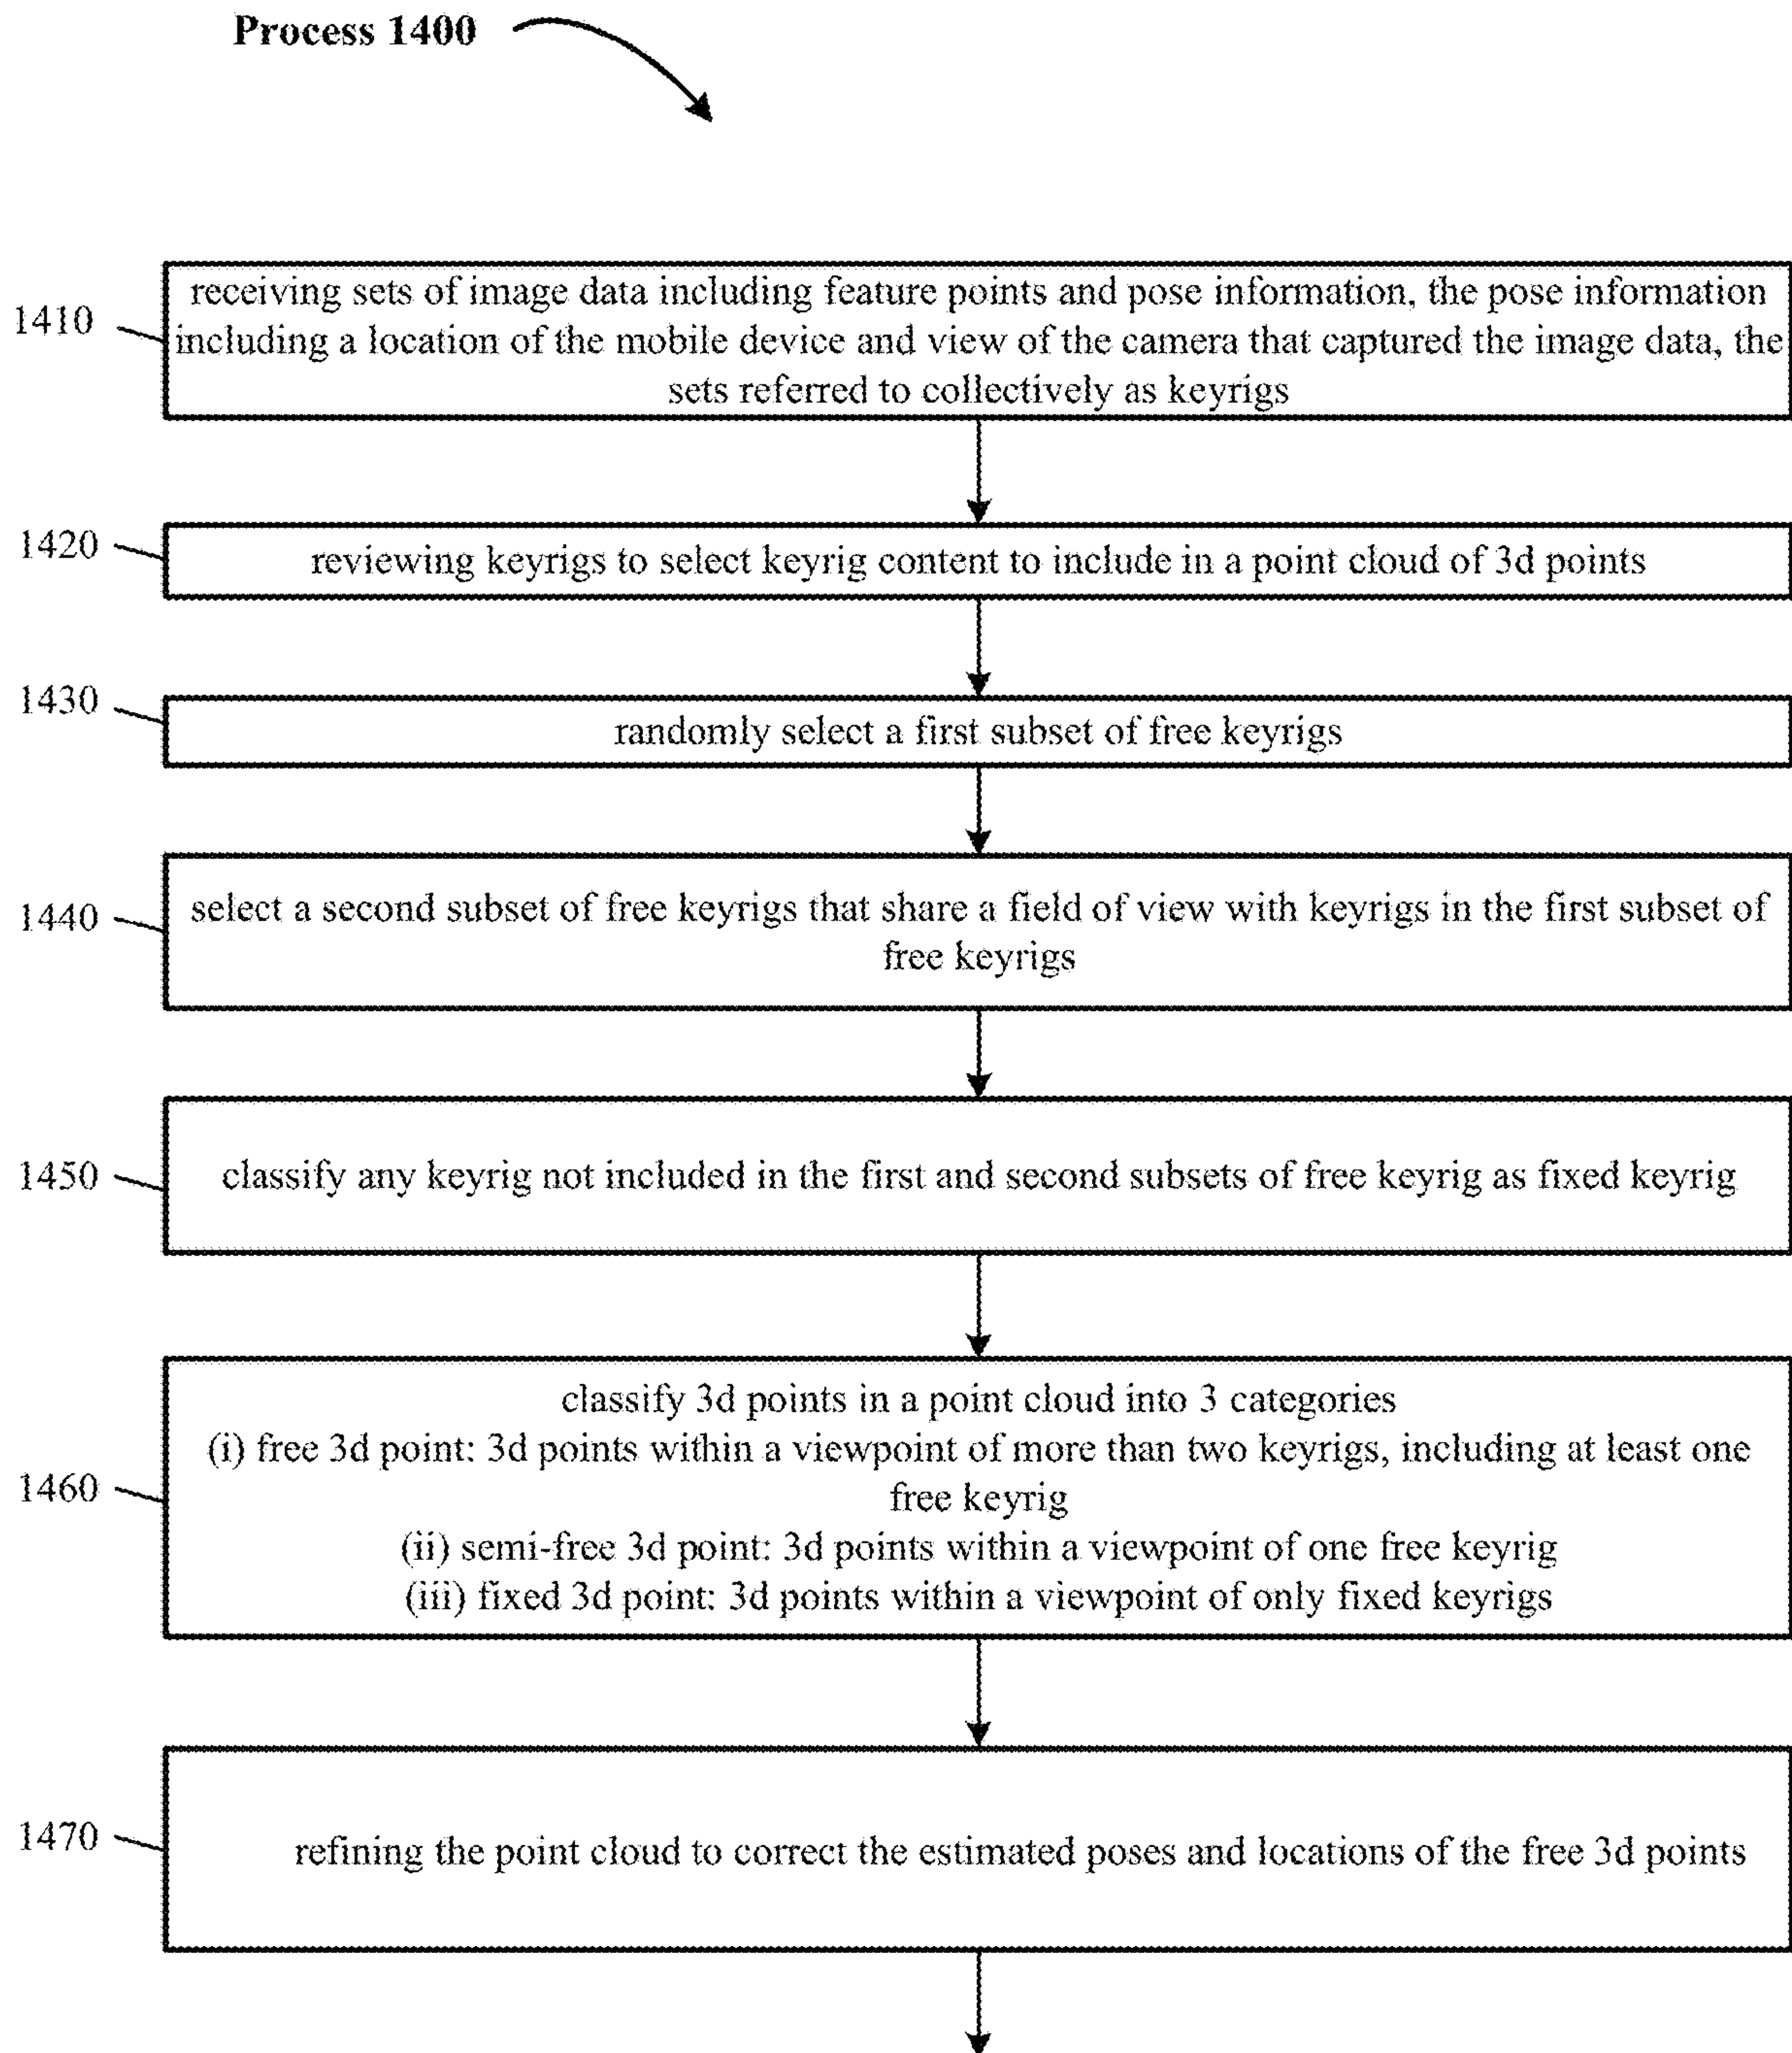 Process 1400
1410
receiving sets of image data including feature points and pose information, the pose information
including a location of the mobile device and view of the camera that captured the image data, the
sets referred to collectively as keyrigs
1420
reviewing keyrigs to select keyrig content to include in a point cloud of 3d points
1430
randomly select a first subset of free keyrigs
1440
select a second subset of free keyrigs that share a field of view with keyrigs in the first subset of
free keyrigs
1450
classify any keyrig not included in the first and second subsets of free keyrig as fixed keyrig
1460
classify 3d points in a point cloud into 3 categories
(i) free 3d point: 3d points within a viewpoint of more than two keyrigs, including at least one
free keyrig
(ii) semi-free 3d point: 3d points within a viewpoint of one free keyrig
(iii) fixed 3d point: 3d points within a viewpoint of only fixed keyrigs
1470
refining the point cloud to correct the estimated poses and locations of the free 3d points